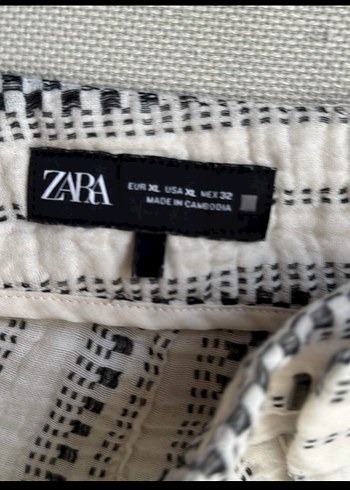 ZARA
EUR XL USA XL MEX 32
MADE IN CAMBODIA